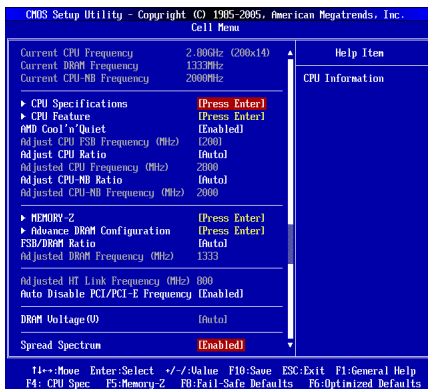 CMOS Setup Utility - Copyright (C) 1985-2005, American Megatrends, Inc.
Cell Menu
Current CPU Frequency 2.80GHz (200x14)
Current DRAM Frequency 1333MHz
Current CPU-NB Frequency 2000MHz
CPU Specifications [Press Enter]
CPU Feature [Press Enter]
AMD Cool'n'Quiet [Enabled]
Adjust CPU FSB Frequency (MHz) [200]
Adjust CPU Ratio [Auto]
Adjusted CPU Frequency (MHz) 2800
Adjust CPU-NB Ratio [Auto]
Adjusted CPU-NB Frequency (MHz) 2000
MEMORY-Z [Press Enter]
Advance DRAM Configuration [Press Enter]
FSB/DRAM Ratio [Auto]
Adjusted DRAM Frequency (MHz) 1333
Adjusted HT Link Frequency (MHz) 800
Auto Disable PCI/PCI-E Frequency [Enabled]
DRAM Voltage(V) [Auto]
Spread Spectrum [Enabled]
Help Item
CPU Information
↑↓←→:Move Enter:Select +/-/:Value F10:Save ESC:Exit F1:General Help
F4: CPU Spec F5:Memory-Z F8:Fail-Safe Defaults F6:Optimized Defaults